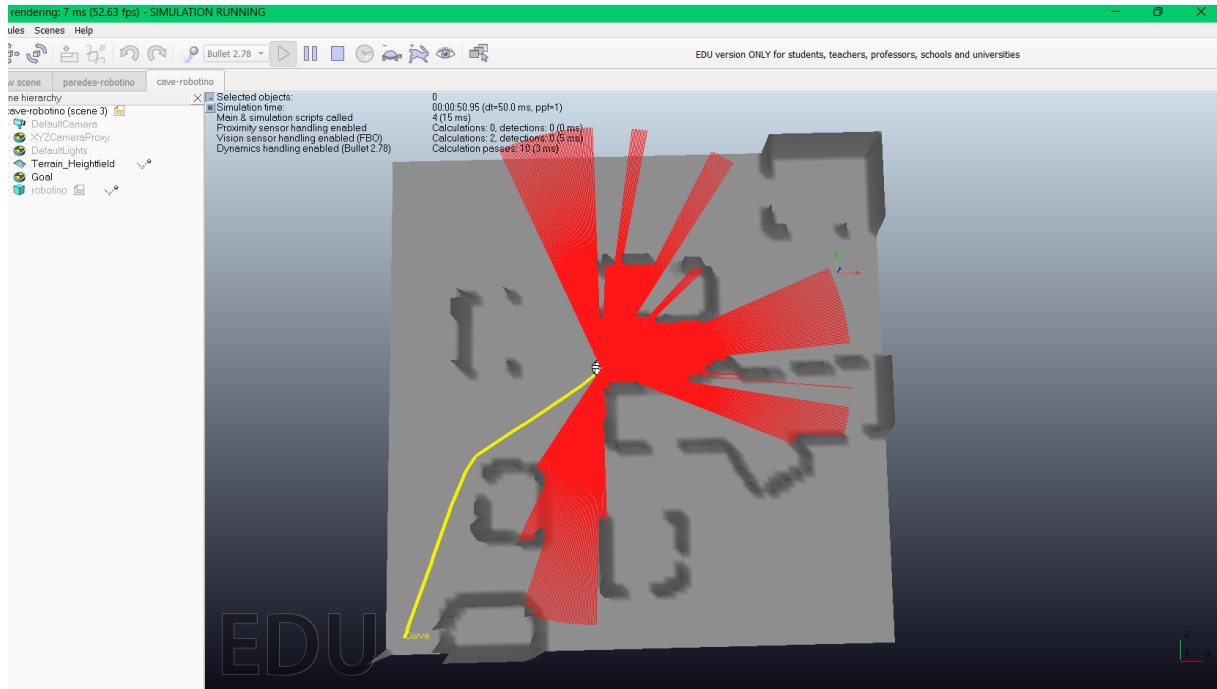 rendering: 7 ms (52.63 fps) - SIMULATION RUNNING
ules Scenes Help
Bullet 2.78
EDU version ONLY for students, teachers, professors, schools and universities
w scene paredes-robotino cave-robotino
ne hierarchy
cave-robotino (scene 3)
DefaultCamera
XYZCameraProxy
DefaultLights
Terrain_Heightfield
Goal
robotino
Selected objects: 0
Simulation time: 00:00:50.95 (dt=50.0 ms, ppf=1)
Main & simulation scripts called 4 (15 ms)
Proximity sensor handling enabled Calculations: 0, detections: 0 (0 ms)
Vision sensor handling enabled (FBO) Calculations: 2, detections: 0 (5 ms)
Dynamics handling enabled (Bullet 2.78) Calculation passes: 10 (3 ms)
Curve
EDU
y
z x